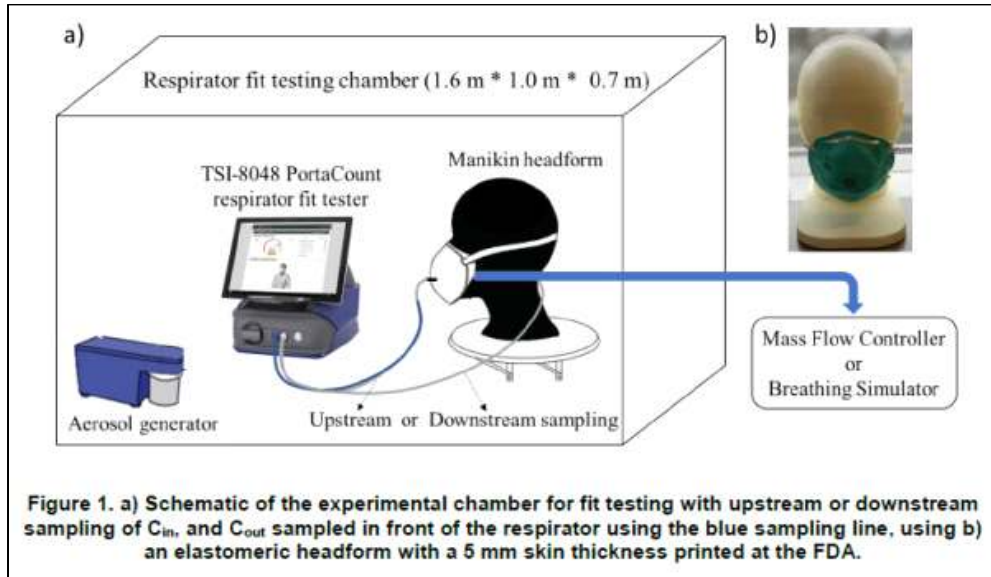 a)
b)
Respirator fit testing chamber (1.6 m * 1.0 m * 0.7 m)
Manikin headform
TSI-8048 PortaCount
respirator fit tester
Mass Flow Controller
or
Breathing Simulator
Aerosol generator
Upstream or Downstream sampling
Figure 1. a) Schematic of the experimental chamber for fit testing with upstream or downstream
sampling of Cin, and Cout sampled in front of the respirator using the blue sampling line, using b)
an elastomeric headform with a 5 mm skin thickness printed at the FDA.